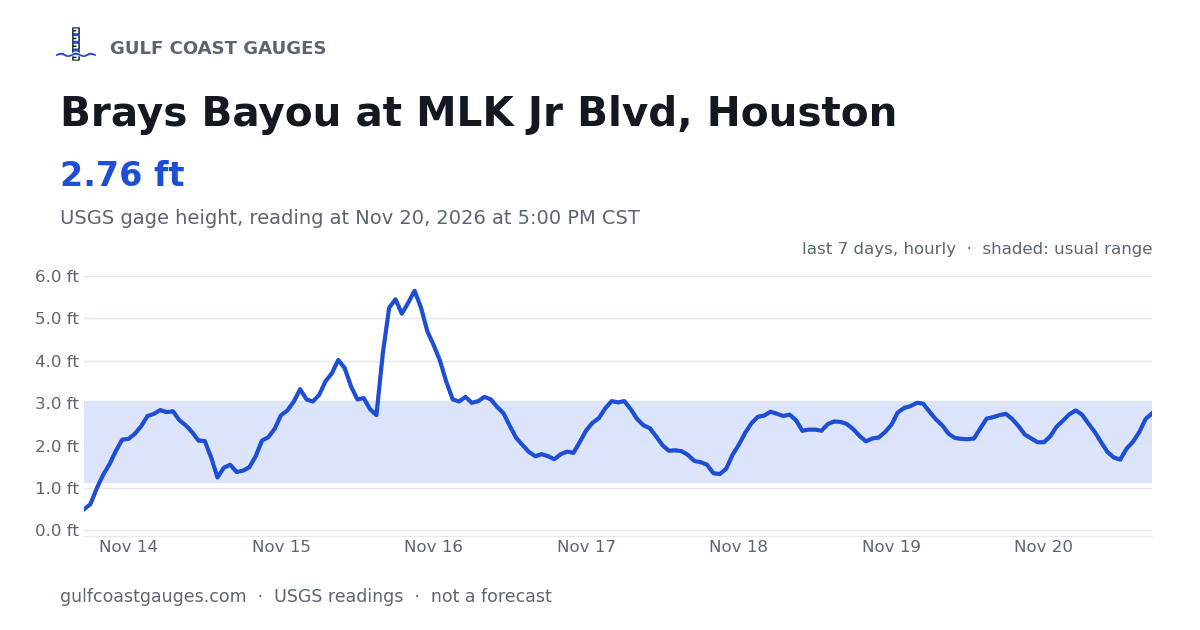 GULF COAST GAUGES
Brays Bayou at MLK Jr Blvd, Houston
2.76 ft
USGS gage height, reading at Nov 20, 2026 at 5:00 PM CST
last 7 days, hourly · shaded: usual range
6.0 ft
5.0 ft
4.0 ft
3.0 ft
2.0 ft
1.0 ft
0.0 ft
Nov 14 Nov 15 Nov 16 Nov 17 Nov 18 Nov 19 Nov 20
gulfcoastgauges.com · USGS readings · not a forecast